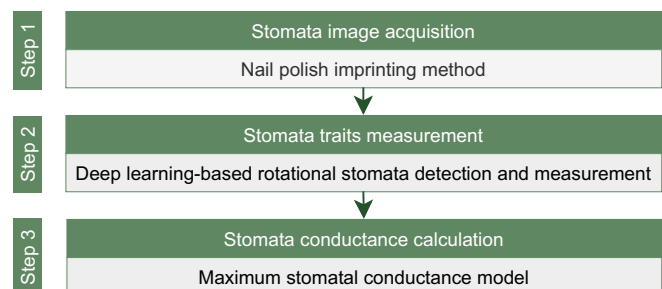 Step 1
Stomata image acquisition
Nail polish imprinting method
Step 2
Stomata traits measurement
Deep learning-based rotational stomata detection and measurement
Step 3
Stomata conductance calculation
Maximum stomatal conductance model